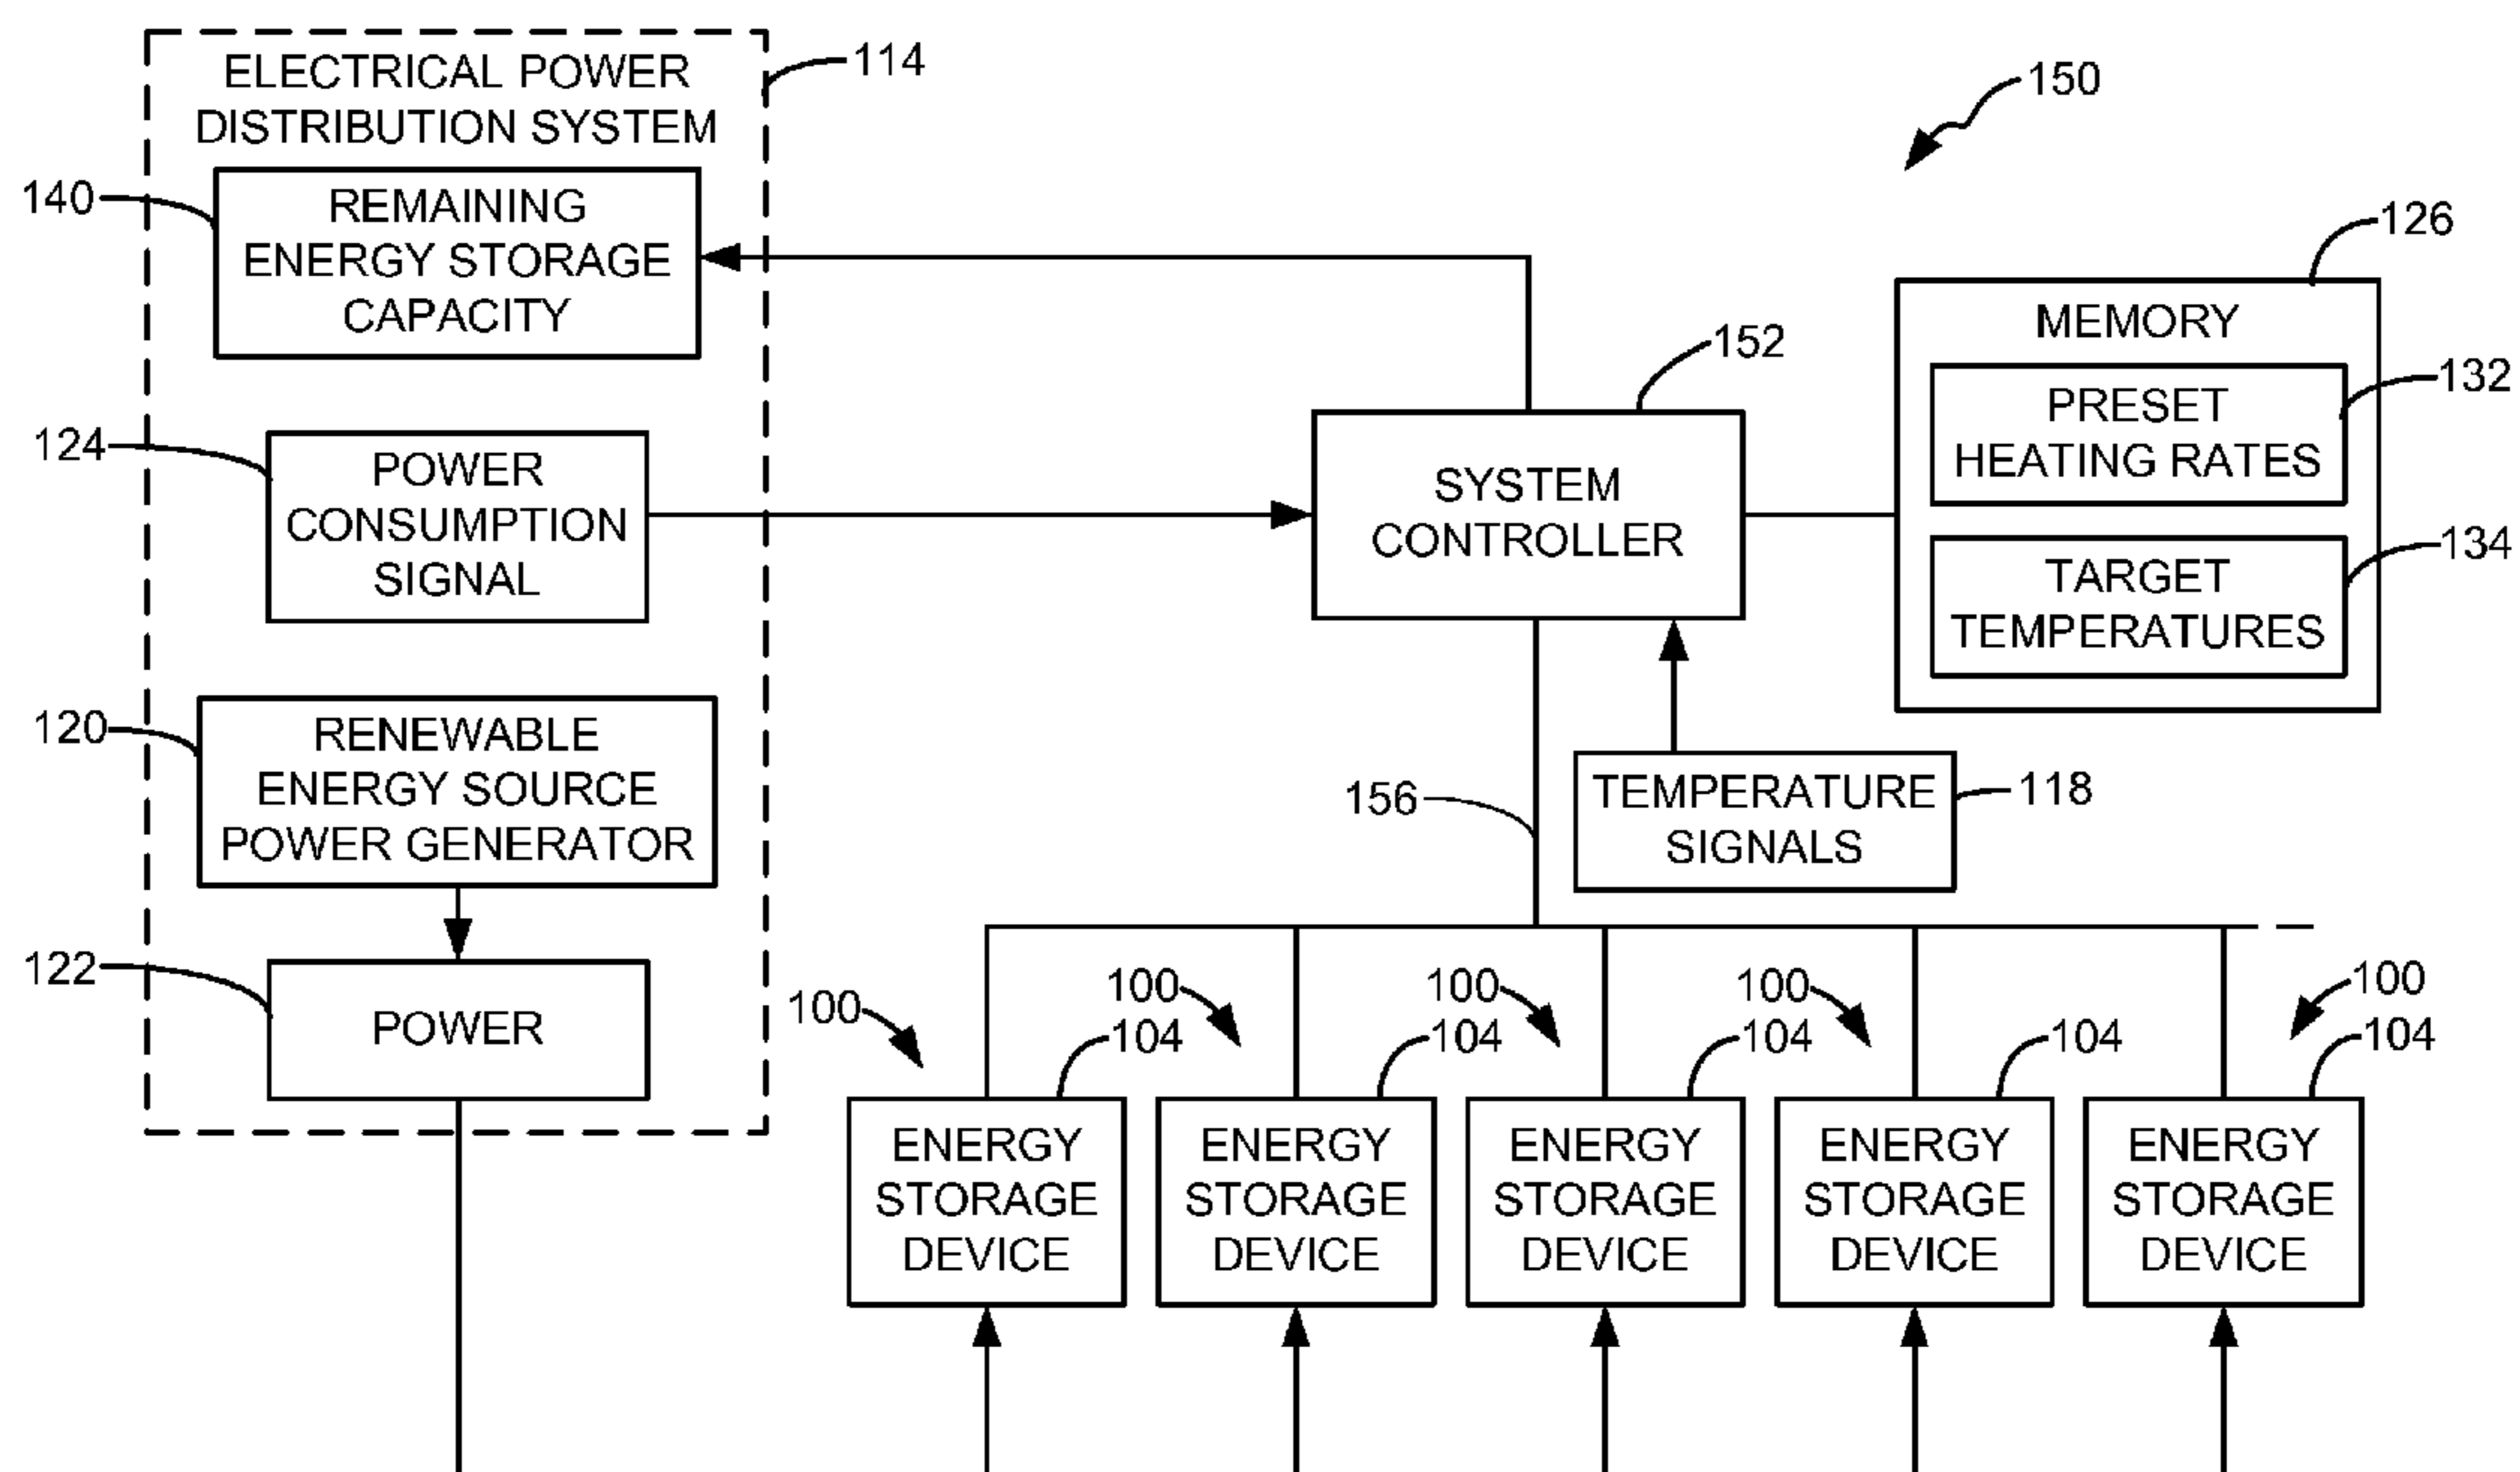 ELECTRICAL POWER
DISTRIBUTION SYSTEM
114
150
140
REMAINING
ENERGY STORAGE
CAPACITY
126
MEMORY
152
132
PRESET
HEATING RATES
124
POWER
CONSUMPTION
SIGNAL
SYSTEM
CONTROLLER
134
TARGET
TEMPERATURES
120
RENEWABLE
ENERGY SOURCE
POWER GENERATOR
156
TEMPERATURE
SIGNALS
118
122
POWER
100
100
100
100
100
104
104
104
104
104
ENERGY
STORAGE
DEVICE
ENERGY
STORAGE
DEVICE
ENERGY
STORAGE
DEVICE
ENERGY
STORAGE
DEVICE
ENERGY
STORAGE
DEVICE